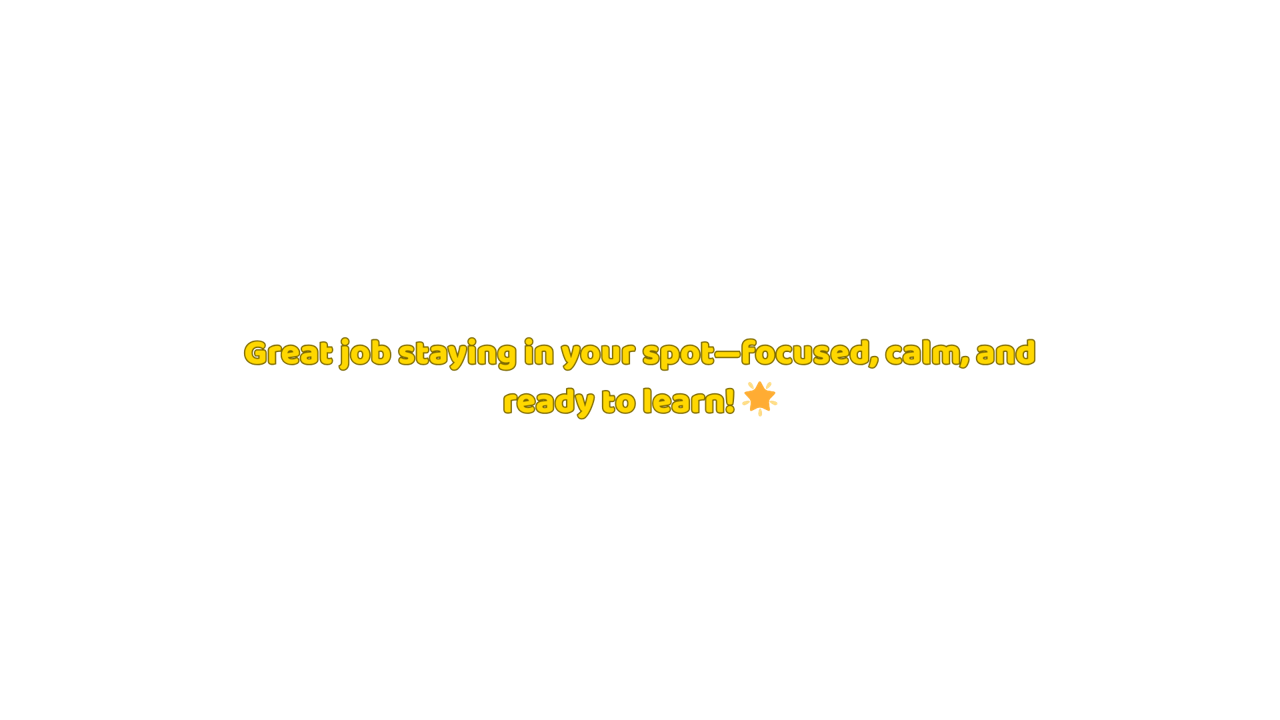 Great job staying in your spot—focused, calm, and
ready to learn! 🌟